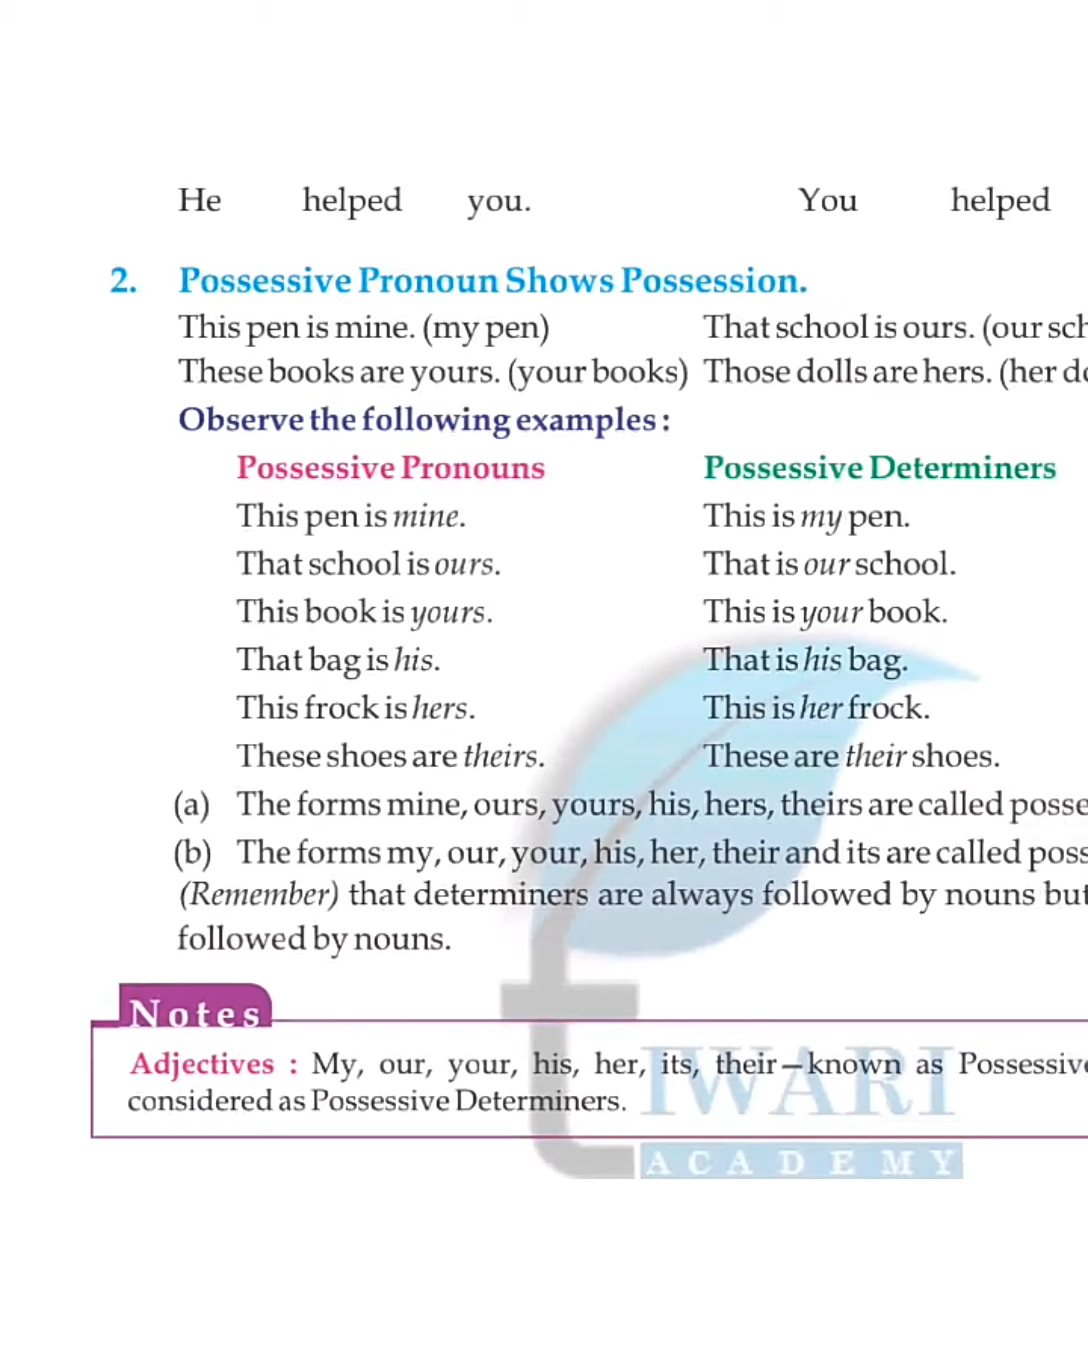 He helped you. You helped
2. Possessive Pronoun Shows Possession.
This pen is mine. (my pen) That school is ours. (our sch
These books are yours. (your books) Those dolls are hers. (her do
Observe the following examples :
Possessive Pronouns Possessive Determiners
This pen is mine. This is my pen.
That school is ours. That is our school.
This book is yours. This is your book.
That bag is his. That is his bag.
This frock is hers. This is her frock.
These shoes are theirs. These are their shoes.
(a) The forms mine, ours, yours, his, hers, theirs are called posse
(b) The forms my, our, your, his, her, their and its are called poss
(Remember) that determiners are always followed by nouns but
followed by nouns.
Notes
Adjectives : My, our, your, his, her, its, their—known as Possessive
considered as Possessive Determiners.
tIWARI
ACADEMY